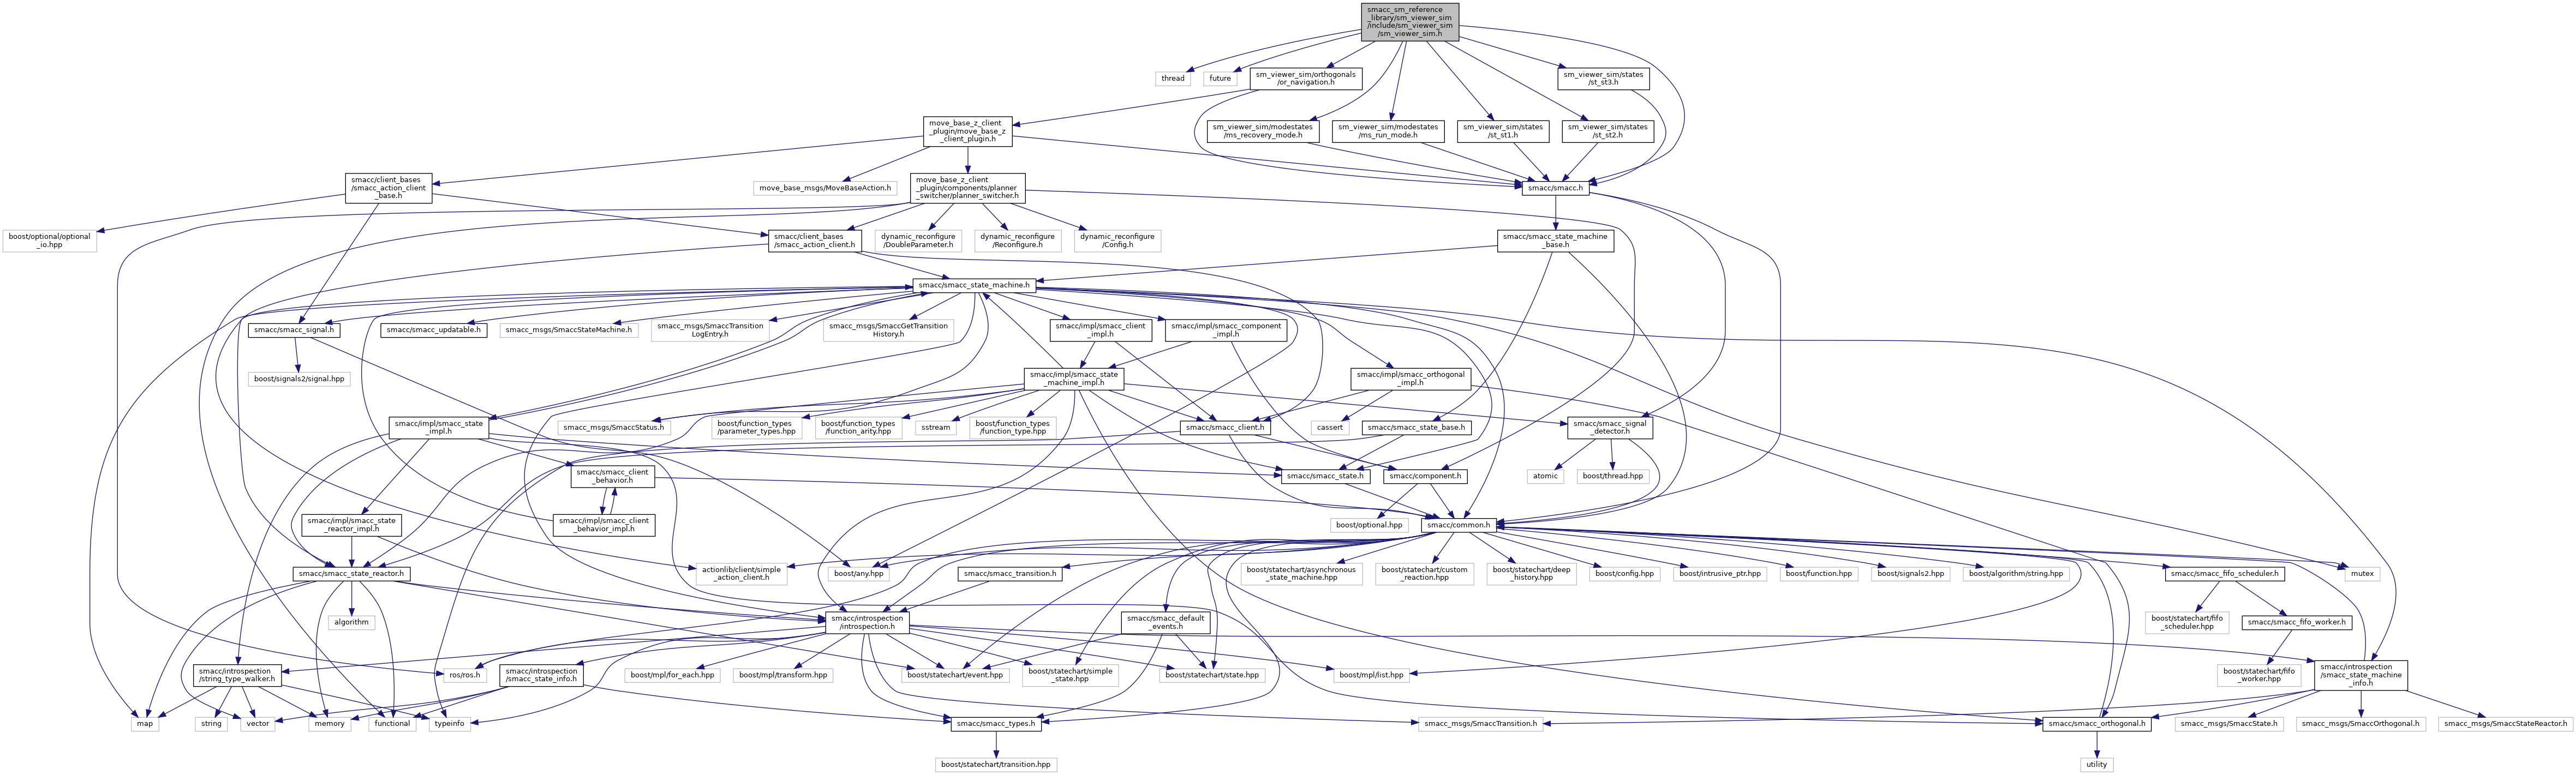 smacc_sm_reference
_library/sm_viewer_sim
/include/sm_viewer_sim
/sm_viewer_sim.h
thread
future
sm_viewer_sim/orthogonals
/or_navigation.h
sm_viewer_sim/states
/st_st3.h
move_base_z_client
_plugin/move_base_z
_client_plugin.h
sm_viewer_sim/modestates
/ms_recovery_mode.h
sm_viewer_sim/modestates
/ms_run_mode.h
sm_viewer_sim/states
/st_st1.h
sm_viewer_sim/states
/st_st2.h
smacc/client_bases
/smacc_action_client
_base.h
move_base_msgs/MoveBaseAction.h
move_base_z_client
_plugin/components/planner
_switcher/planner_switcher.h
smacc/smacc.h
boost/optional/optional
_io.hpp
smacc/client_bases
/smacc_action_client.h
dynamic_reconfigure
/DoubleParameter.h
dynamic_reconfigure
/Reconfigure.h
dynamic_reconfigure
/Config.h
smacc/smacc_state_machine
_base.h
smacc/smacc_state_machine.h
smacc/smacc_signal.h
smacc/smacc_updatable.h
smacc_msgs/SmaccStateMachine.h
smacc_msgs/SmaccTransition
LogEntry.h
smacc_msgs/SmaccGetTransition
History.h
smacc/impl/smacc_client
_impl.h
smacc/impl/smacc_component
_impl.h
boost/signals2/signal.hpp
smacc/impl/smacc_state
_machine_impl.h
smacc/impl/smacc_orthogonal
_impl.h
smacc/impl/smacc_state
_impl.h
smacc_msgs/SmaccStatus.h
boost/function_types
/parameter_types.hpp
boost/function_types
/function_arity.hpp
sstream
boost/function_types
/function_type.hpp
smacc/smacc_client.h
cassert
smacc/smacc_state_base.h
smacc/smacc_signal
_detector.h
smacc/smacc_client
_behavior.h
smacc/smacc_state.h
smacc/component.h
atomic
boost/thread.hpp
smacc/impl/smacc_state
_reactor_impl.h
smacc/impl/smacc_client
_behavior_impl.h
boost/optional.hpp
smacc/common.h
smacc/smacc_state_reactor.h
actionlib/client/simple
_action_client.h
boost/any.hpp
smacc/smacc_transition.h
boost/statechart/asynchronous
_state_machine.hpp
boost/statechart/custom
_reaction.hpp
boost/statechart/deep
_history.hpp
boost/config.hpp
boost/intrusive_ptr.hpp
boost/function.hpp
boost/signals2.hpp
boost/algorithm/string.hpp
smacc/smacc_fifo_scheduler.h
mutex
algorithm
smacc/introspection
/introspection.h
smacc/smacc_default
_events.h
boost/statechart/fifo
_scheduler.hpp
smacc/smacc_fifo_worker.h
smacc/introspection
/string_type_walker.h
ros/ros.h
smacc/introspection
/smacc_state_info.h
boost/mpl/for_each.hpp
boost/mpl/transform.hpp
boost/statechart/event.hpp
boost/statechart/simple
_state.hpp
boost/statechart/state.hpp
boost/mpl/list.hpp
boost/statechart/fifo
_worker.hpp
smacc/introspection
/smacc_state_machine
_info.h
map
string
vector
memory
functional
typeinfo
smacc/smacc_types.h
smacc_msgs/SmaccTransition.h
smacc/smacc_orthogonal.h
smacc_msgs/SmaccState.h
smacc_msgs/SmaccOrthogonal.h
smacc_msgs/SmaccStateReactor.h
boost/statechart/transition.hpp
utility